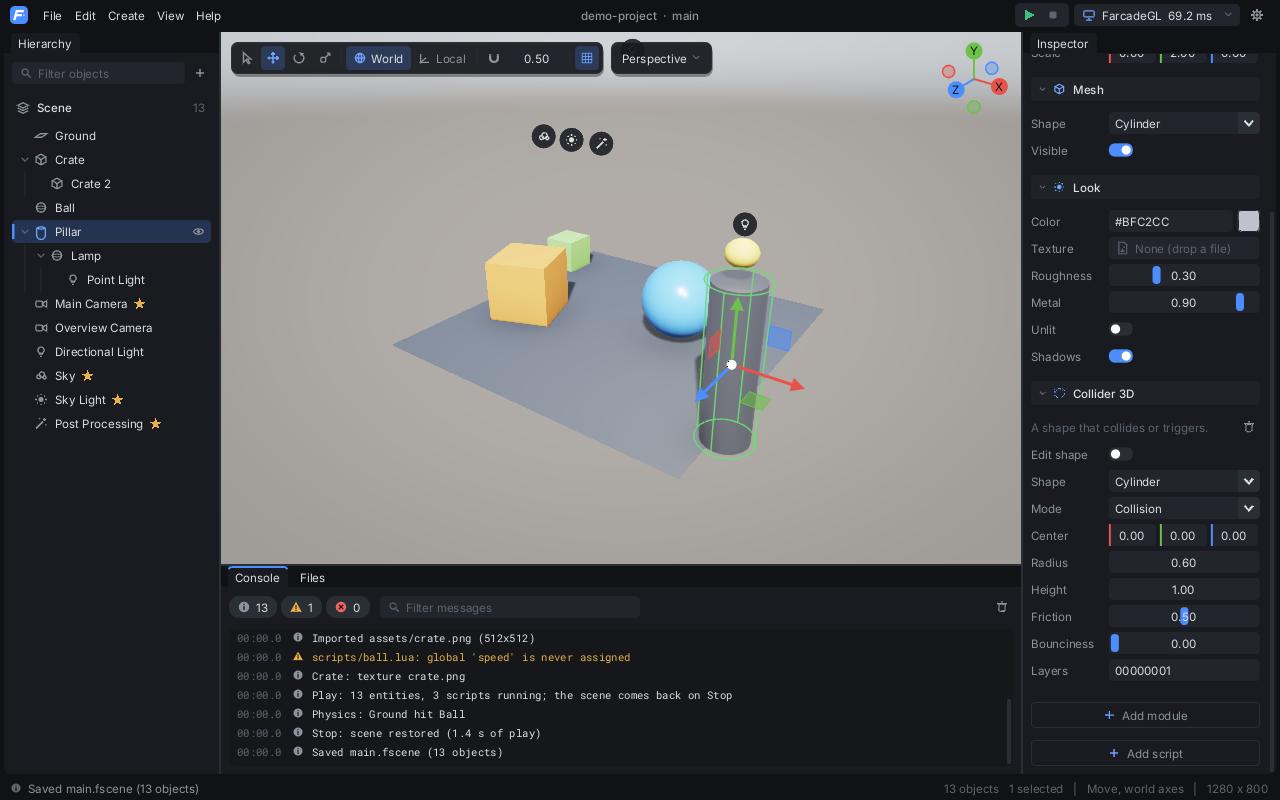 File Edit Create View Help
demo-project · main
FarcadeGL 69.2 ms
Hierarchy
Filter objects
Scene 13
Ground
Crate
Crate 2
Ball
Pillar
Lamp
Point Light
Main Camera
Overview Camera
Directional Light
Sky
Sky Light
Post Processing
World Local 0.50
Perspective
Y
X
Z
Console Files
13 1 0 Filter messages
00:00.0 Imported assets/crate.png (512x512)
00:00.0 scripts/ball.lua: global 'speed' is never assigned
00:00.0 Crate: texture crate.png
00:00.0 Play: 13 entities, 3 scripts running; the scene comes back on Stop
00:00.0 Physics: Ground hit Ball
00:00.0 Stop: scene restored (1.4 s of play)
00:00.0 Saved main.fscene (13 objects)
Inspector
Mesh
Shape Cylinder
Visible
Look
Color #BFC2CC
Texture None (drop a file)
Roughness 0.30
Metal 0.90
Unlit
Shadows
Collider 3D
A shape that collides or triggers.
Edit shape
Shape Cylinder
Mode Collision
Center 0.00 0.00 0.00
Radius 0.60
Height 1.00
Friction 0.50
Bounciness 0.00
Layers 00000001
Add module
Add script
Saved main.fscene (13 objects)
13 objects 1 selected | Move, world axes | 1280 x 800